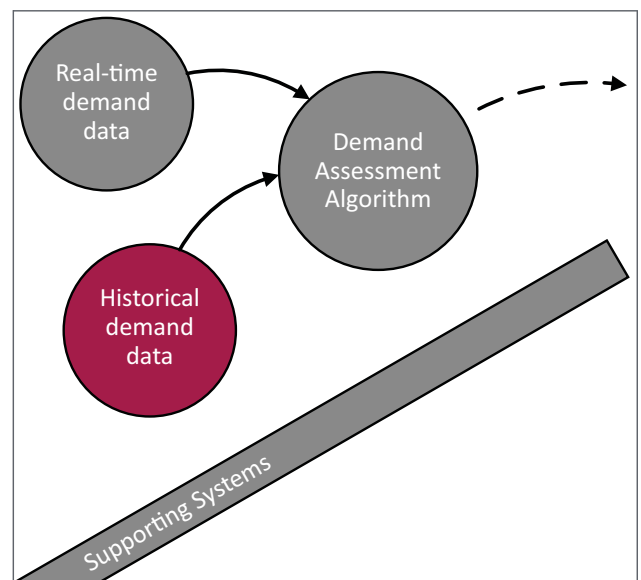 Real-time
demand
data
Demand
Assessment
Algorithm
Historical
demand
data
Supporting Systems